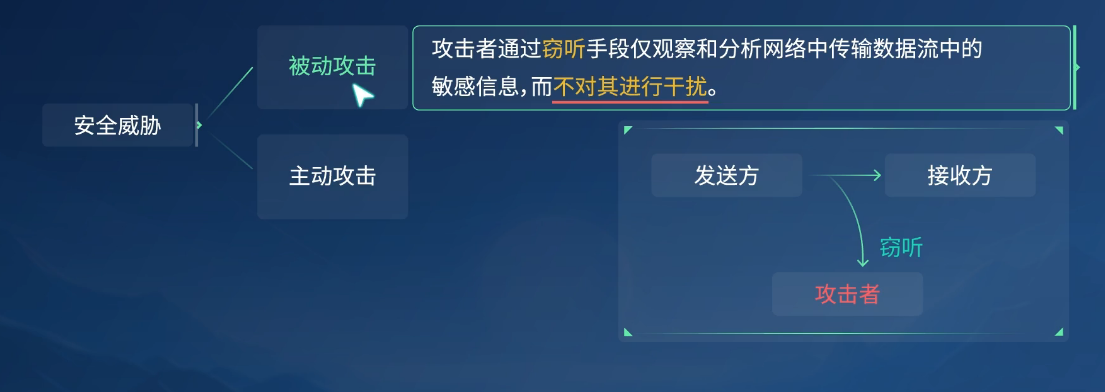 攻击者通过窃听手段仅观察和分析网络中传输数据流中的
敏感信息，而不对其进行干扰。
被动攻击
安全威胁
主动攻击
发送方
接收方
窃听
攻击者